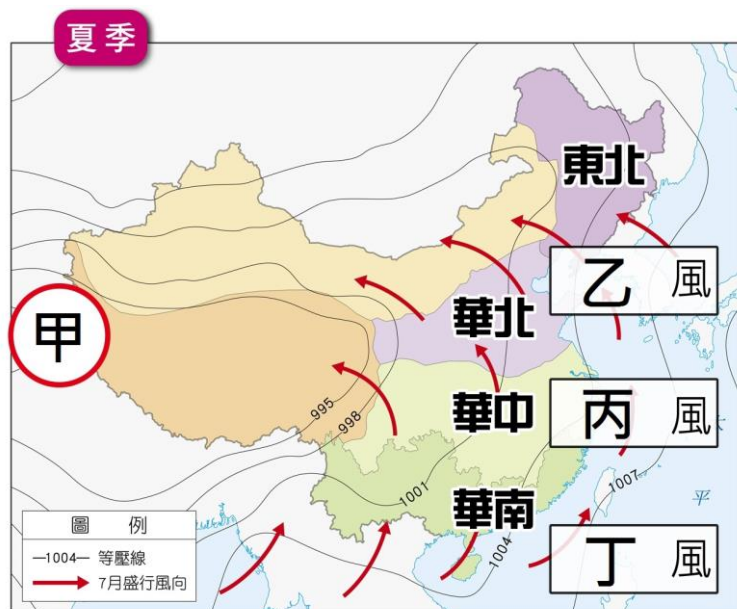 夏季
東北
乙 風
甲
華北
995
998
華中
丙 風
1001
1007
平
華南
1004
丁 風
圖 例
—1004— 等壓線
7月盛行風向